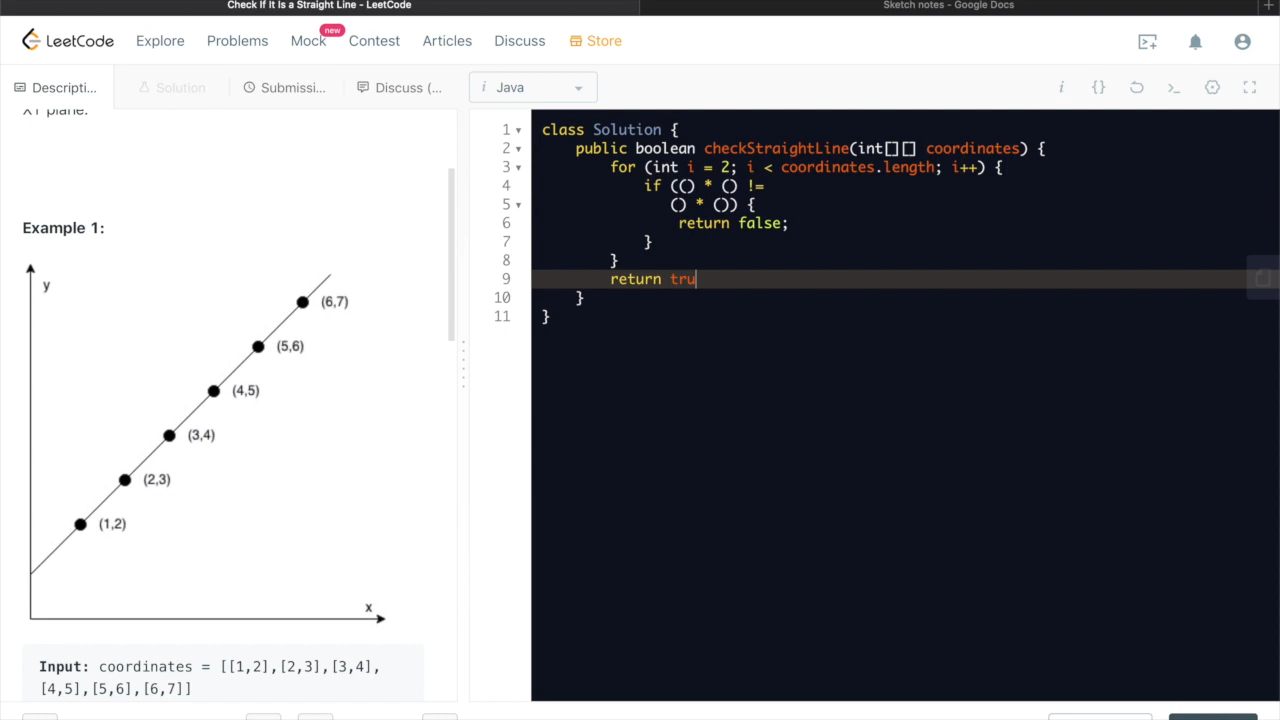 Check If It Is a Straight Line - LeetCode
Sketch notes - Google Docs
LeetCode
Explore
Problems
Mock
new
Contest
Articles
Discuss
Store
Descripti...
Solution
Submissi...
Discuss (...
i Java
i {} >_
XY plane.
Example 1:
y
(6,7)
(5,6)
(4,5)
(3,4)
(2,3)
(1,2)
x
Input: coordinates = [[1,2],[2,3],[3,4],
[4,5],[5,6],[6,7]]
1 class Solution {
2 public boolean checkStraightLine(int[][] coordinates) {
3 for (int i = 2; i < coordinates.length; i++) {
4 if (() * () !=
5 () * ()) {
6 return false;
7 }
8 }
9 return tru
10 }
11 }